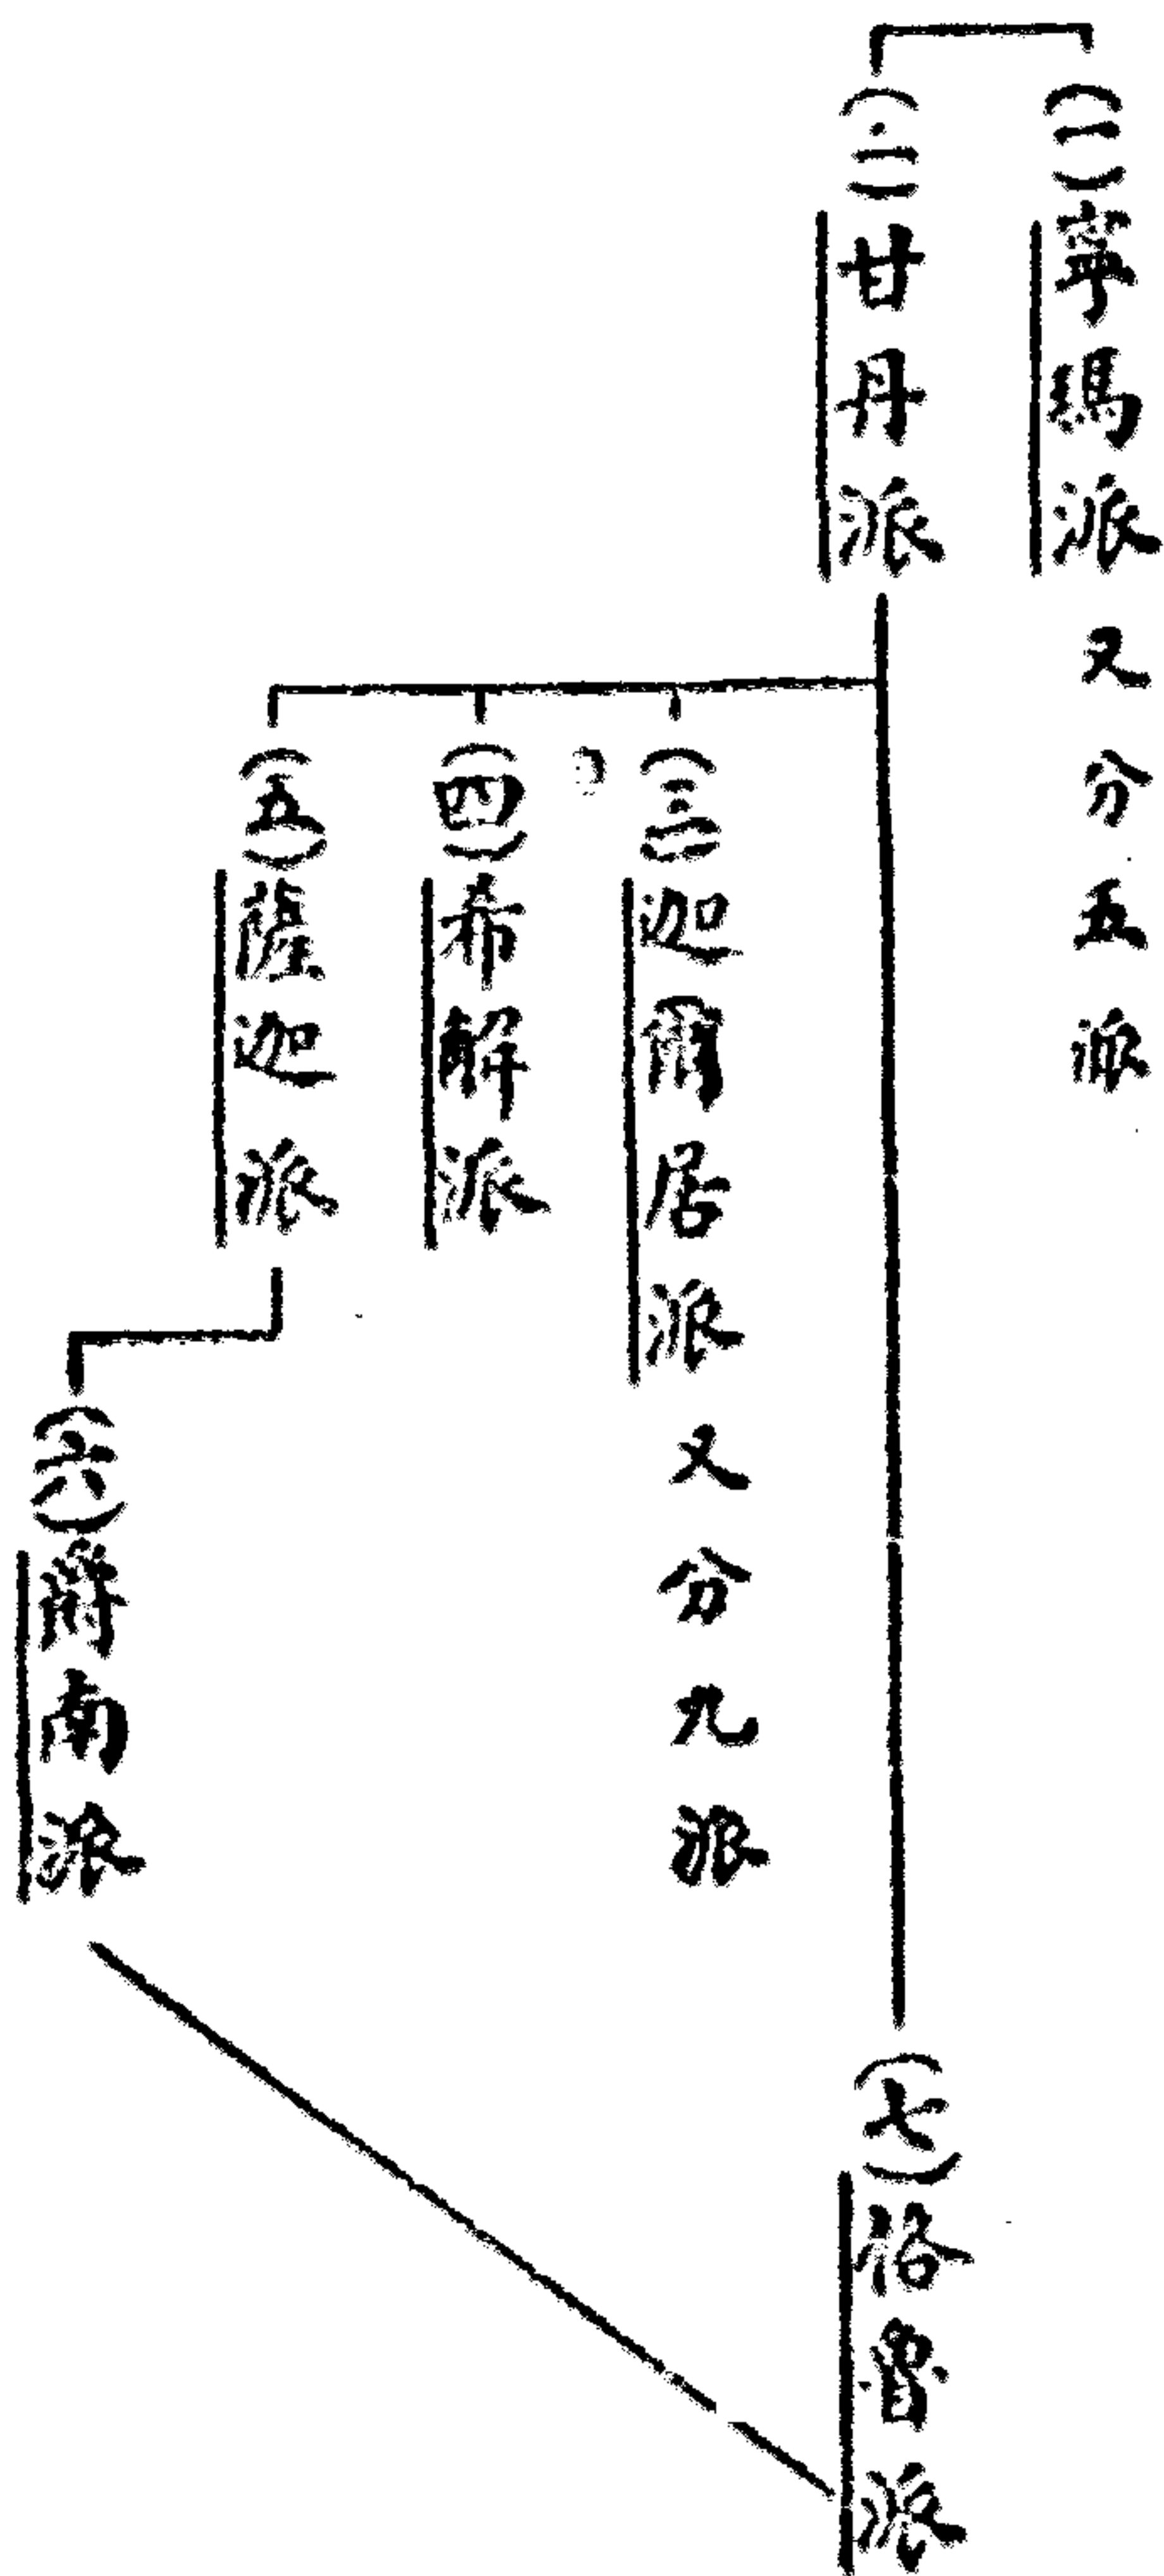 (一)寧瑪派又分五派
(二)甘丹派
(三)迦爾居派又分九派
(四)希解派
(五)薩迦派
(六)爵南派
(七)格魯派